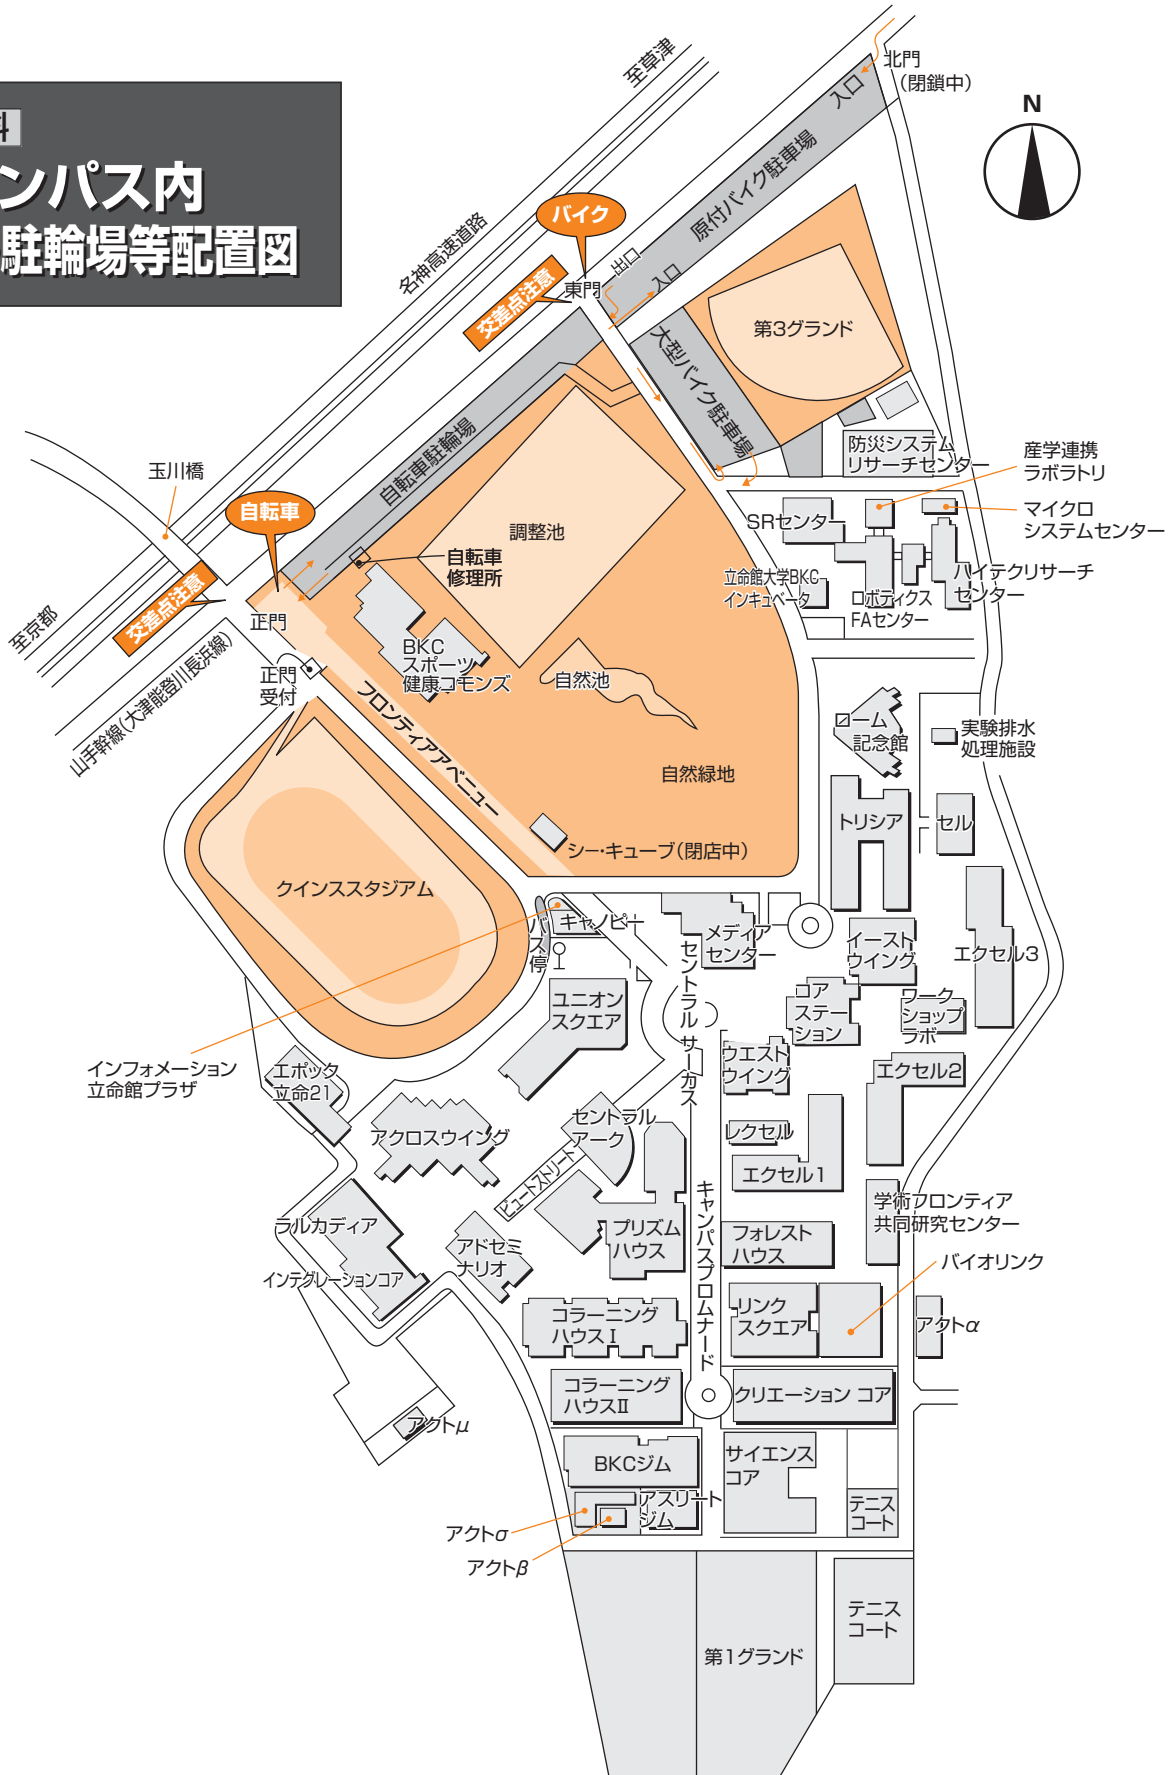 料
ンパス内
駐輪場等配置図
至草津
北門
(閉鎖中)
入口
N
原付バイク駐車場
バイク
名神高速道路
出口
入口
東門
交差点注意
第3グランド
大型バイク駐車場
自転車駐輪場
防災システム
リサーチセンター
産学連携
ラボラトリ
玉川橋
自転車
マイクロ
システムセンター
SRセンター
調整池
自転車
修理所
立命館大学BKC
インキュベータ
ロボティクス
FAセンター
ハイテクリサーチ
センター
交差点注意
至京都
正門
正門
受付
BKC
スポーツ
健康コモンズ
自然池
山手幹線(大津能登川長浜線)
フロンティアアベニュー
ローム
記念館
実験排水
処理施設
自然緑地
トリシア
セル
シー・キューブ(閉店中)
クインススタジアム
キャノピー
バス停
メディア
センター
イースト
ウイング
エクセル3
セントラル サーカス
ユニオン
スクエア
コア
ステー
ション
ワーク
ショップ
ラボ
インフォメーション
立命館プラザ
エポック
立命21
ウエスト
ウイング
エクセル2
アクロスウイング
セントラル
アーク
レクセル
エクセル1
ビュートストリート
キャンパスプロムナード
学術フロンティア
共同研究センター
ラルカディア
アドセミ
ナリオ
プリズム
ハウス
フォレスト
ハウス
インテグレーションコア
バイオリンク
コラーニング
ハウスⅠ
リンク
スクエア
アクトα
コラーニング
ハウスⅡ
クリエーション コア
アクトμ
BKCジム
サイエンス
コア
アスリート
ジム
テニス
コート
アクトσ
アクトβ
テニス
コート
第1グランド